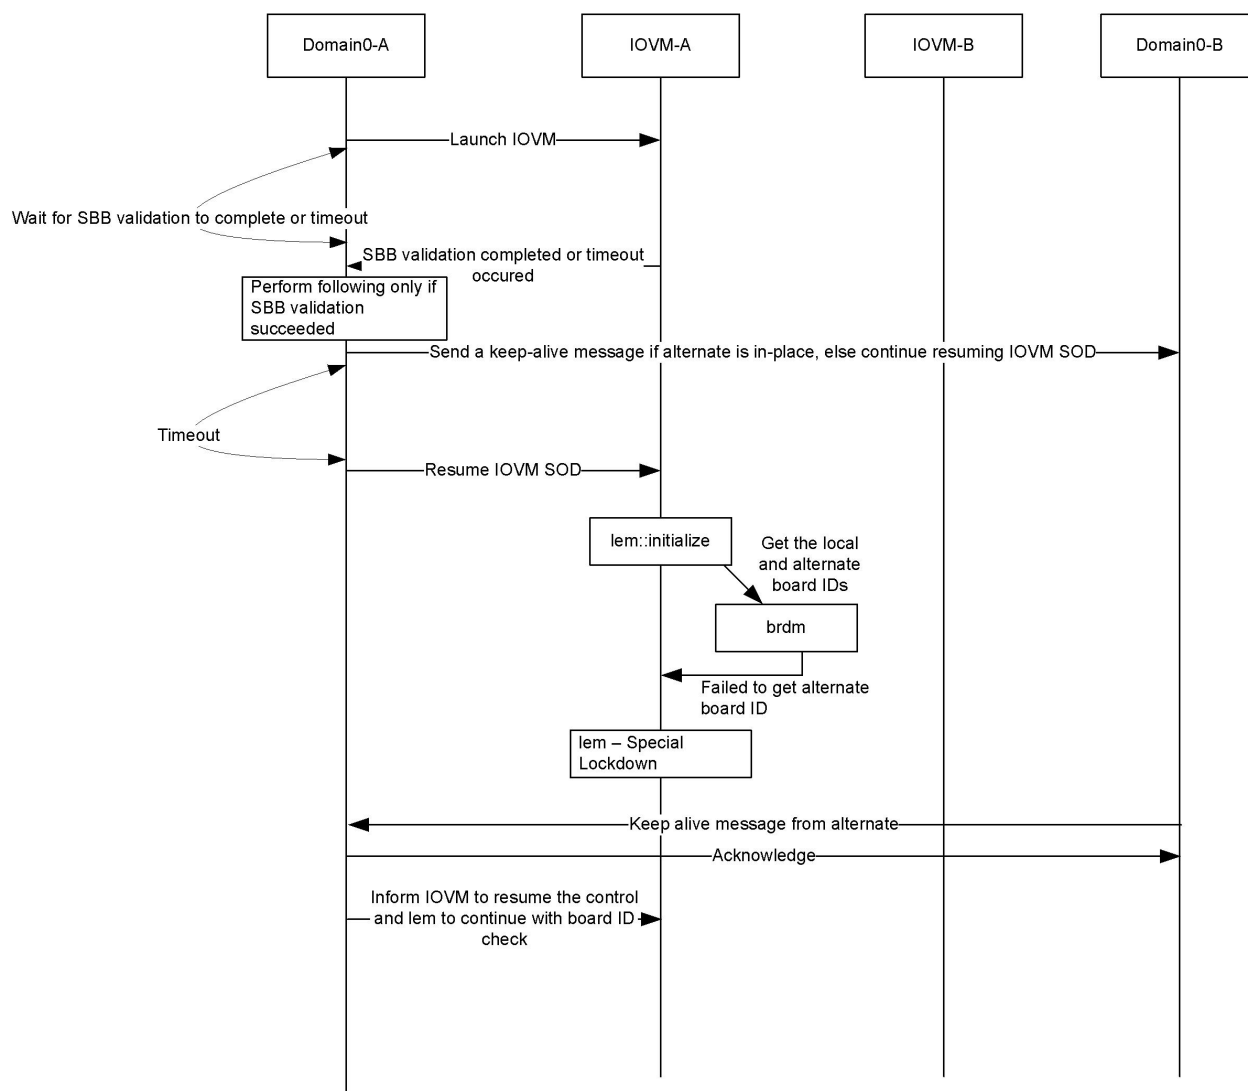 Domain0-A
IOVM-A
IOVM-B
Domain0-B
Launch IOVM
Wait for SBB validation to complete or timeout
SBB validation completed or timeout
occured
Perform following only if
SBB validation
succeeded
Send a keep-alive message if alternate is in-place, else continue resuming IOVM SOD
Timeout
Resume IOVM SOD
lem::initialize
Get the local
and alternate
board IDs
brdm
Failed to get alternate
board ID
lem – Special
Lockdown
Keep alive message from alternate
Acknowledge
Inform IOVM to resume the control
and lem to continue with board ID
check